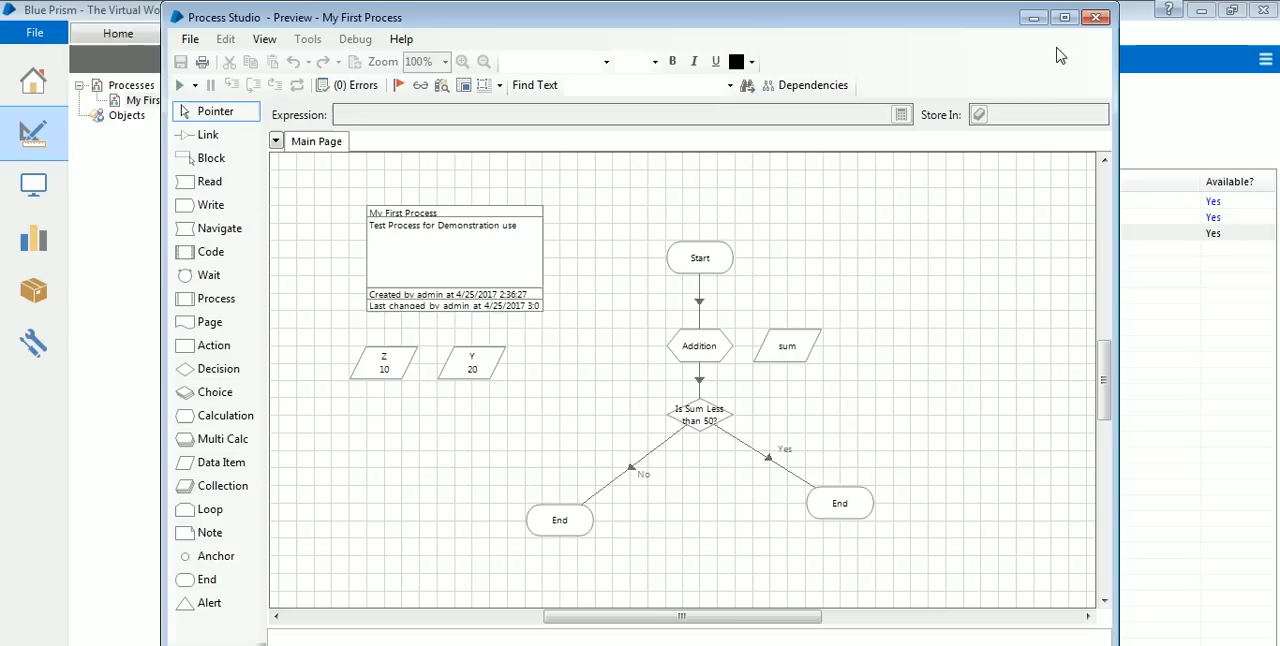 Blue Prism - The Virtual Wo
Process Studio - Preview - My First Process
File
Home
File Edit View Tools Debug Help
Zoom 100% B I U
(0) Errors Find Text Dependencies
Processes
My Firs
Objects
Expression: Store In:
Main Page
Pointer
Link
Block
Read
Write
Navigate
Code
Wait
Process
Page
Action
Decision
Choice
Calculation
Multi Calc
Data Item
Collection
Loop
Note
Anchor
End
Alert
My First Process
Test Process for Demonstration use
Created by admin at 4/25/2017 2:36:27
Last changed by admin at 4/25/2017 3:0
Z
10
Y
20
Start
Addition
sum
Is Sum Less
than 50?
No
Yes
End
End
Available?
Yes
Yes
Yes